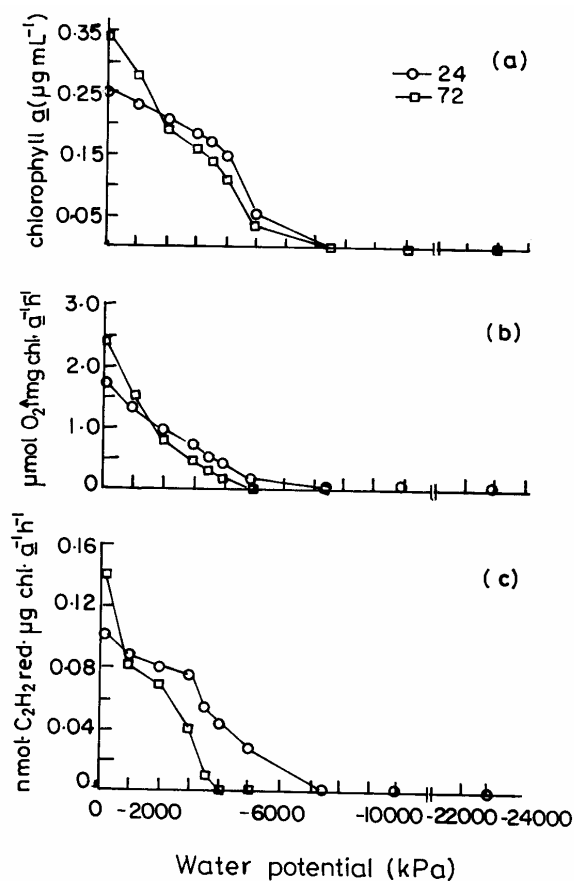 (a)
24
72
0·35
0·25
0·15
0·05
chlorophyll a (µg mL⁻¹)
(b)
3·0
2·0
1·0
0
µmol O₂↑mg chl· a⁻¹h⁻¹
(c)
0·16
0·12
0·08
0·04
0
nmol·C₂H₂ red· µg chl· a⁻¹h⁻¹
0 -2000 -6000 -10000 -22000 -24000
Water potential (kPa)